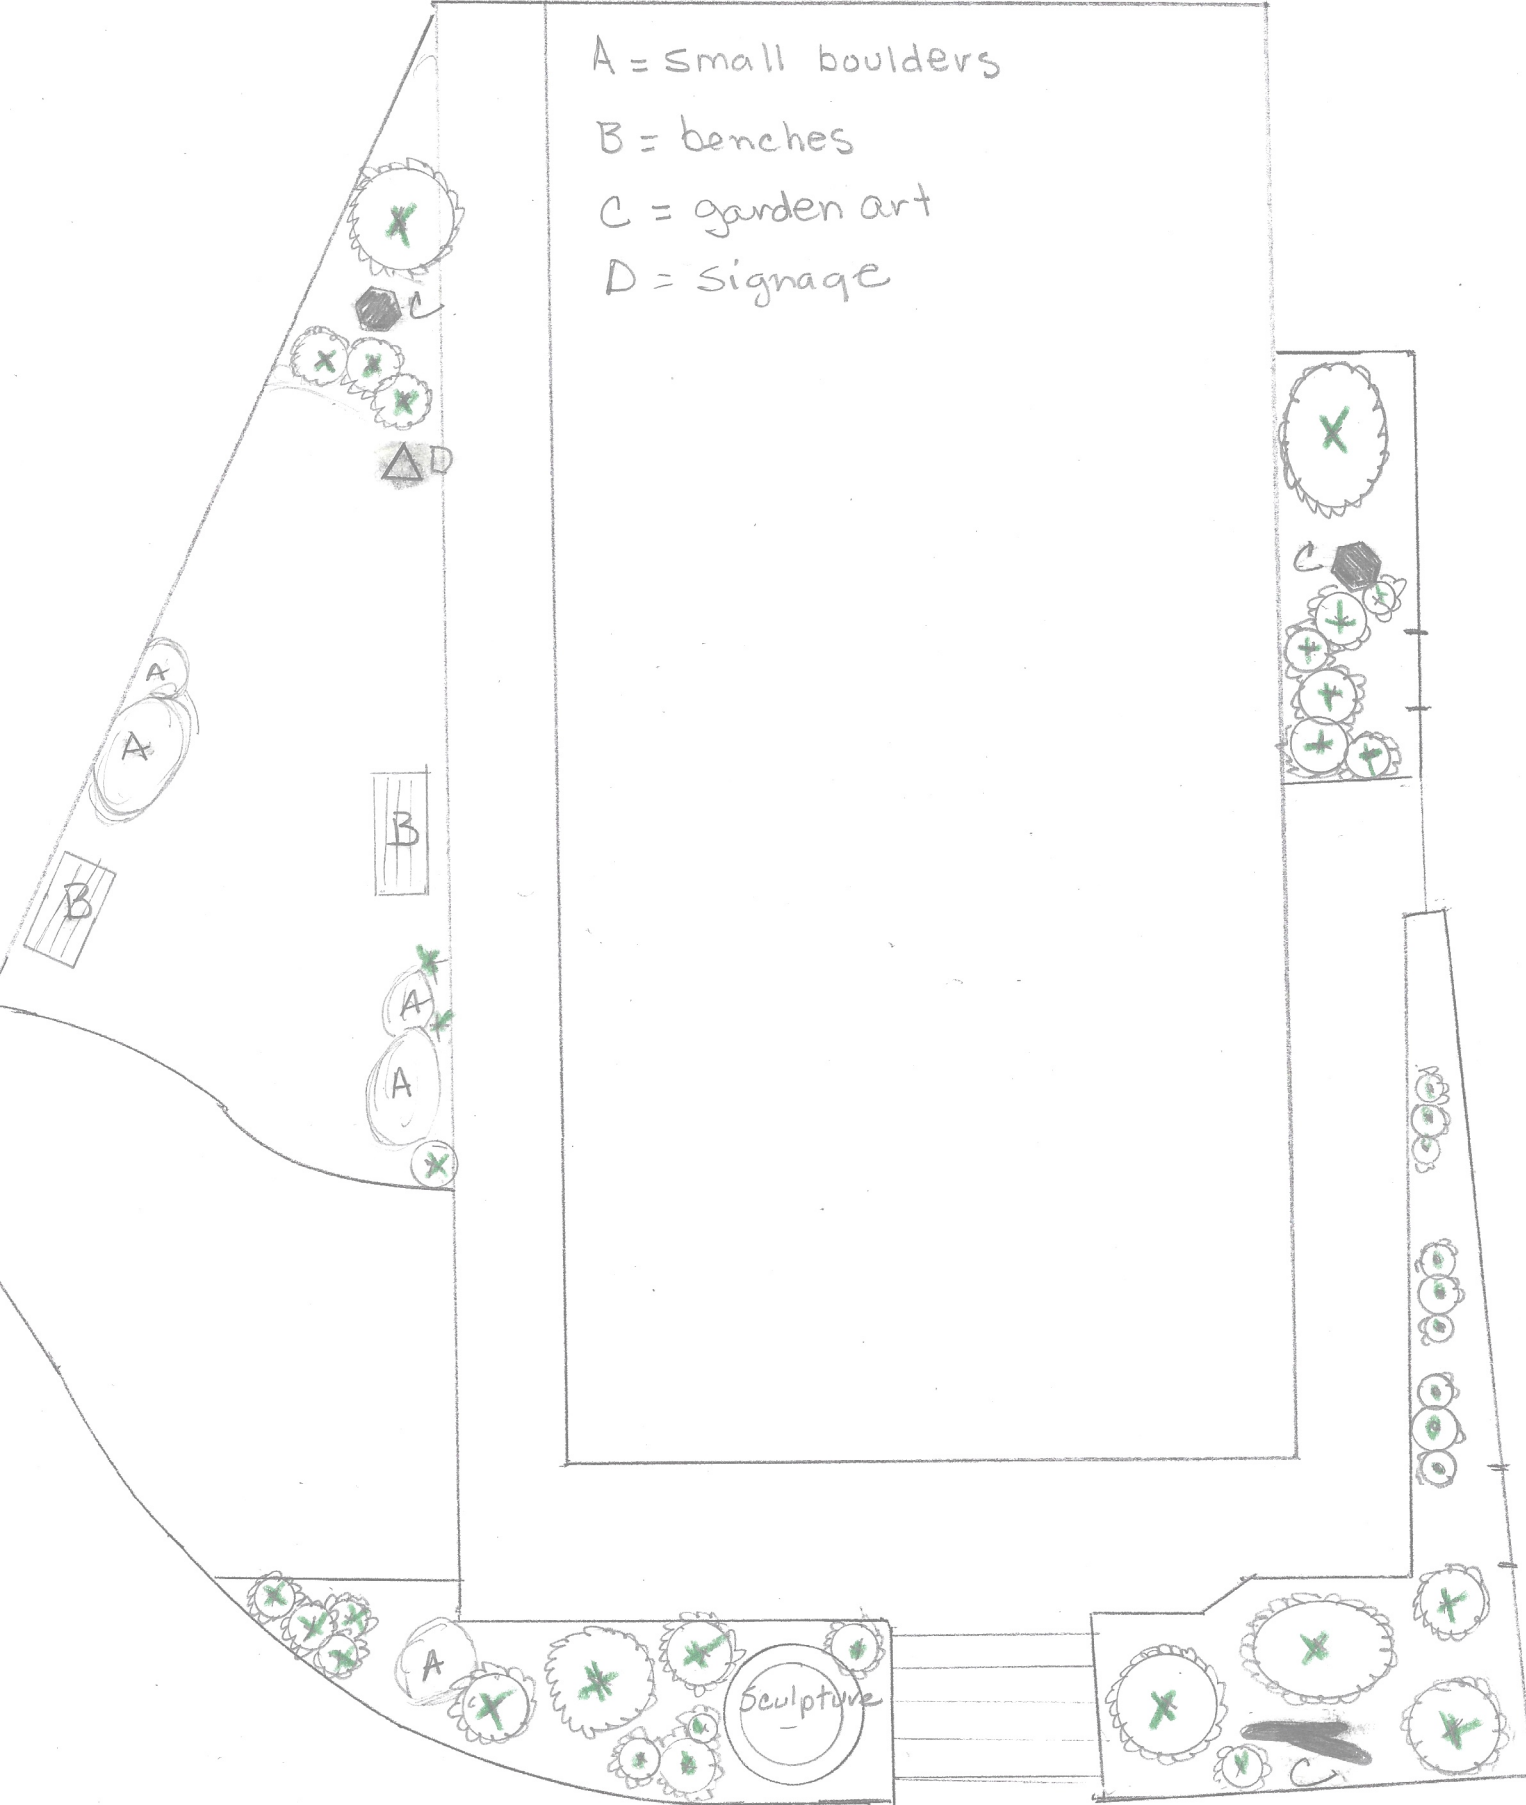 A = small boulders
B = benches
C = garden art
D = signage
C
D
C
A
A
B
B
A
A
A
Sculpture
C